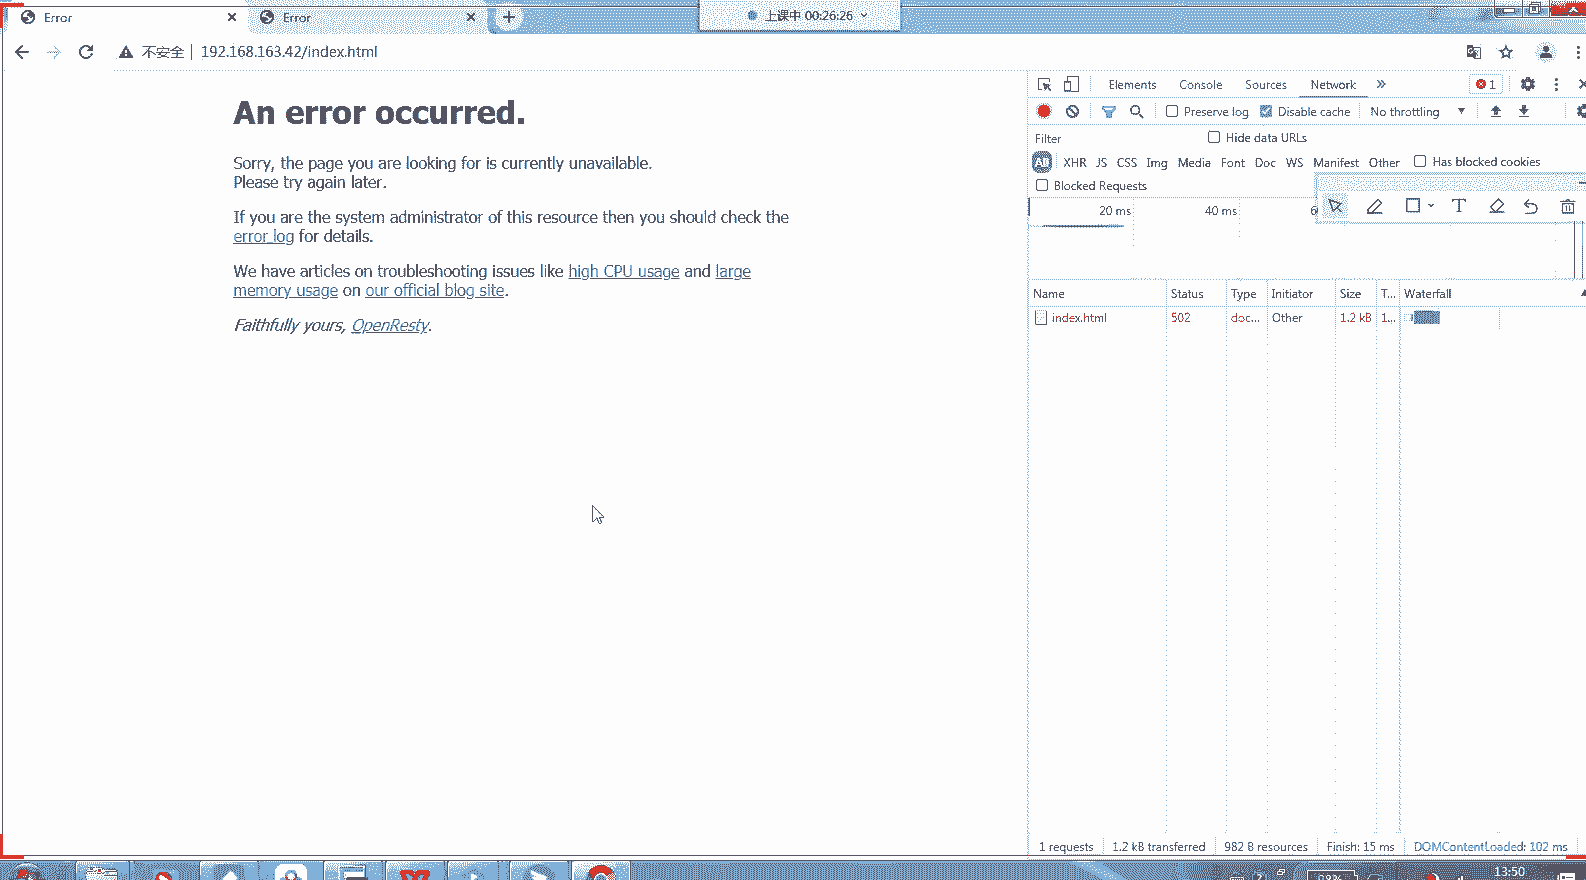 Error
Error
上课中 00:26:26
不安全
192.168.163.42/index.html
An error occurred.
Sorry, the page you are looking for is currently unavailable.
Please try again later.
If you are the system administrator of this resource then you should check the
error_log for details.
We have articles on troubleshooting issues like high CPU usage and large
memory usage on our official blog site.
Faithfully yours, OpenResty.
Elements Console Sources Network 1
Preserve log Disable cache No throttling
Filter Hide data URLs
All XHR JS CSS Img Media Font Doc WS Manifest Other Has blocked cookies
Blocked Requests
20 ms 40 ms 6
T
Name Status Type Initiator Size T... Waterfall
index.html 502 doc... Other 1.2 kB 1...
1 requests 1.2 kB transferred 982 B resources Finish: 15 ms DOMContentLoaded: 102 ms
13:50